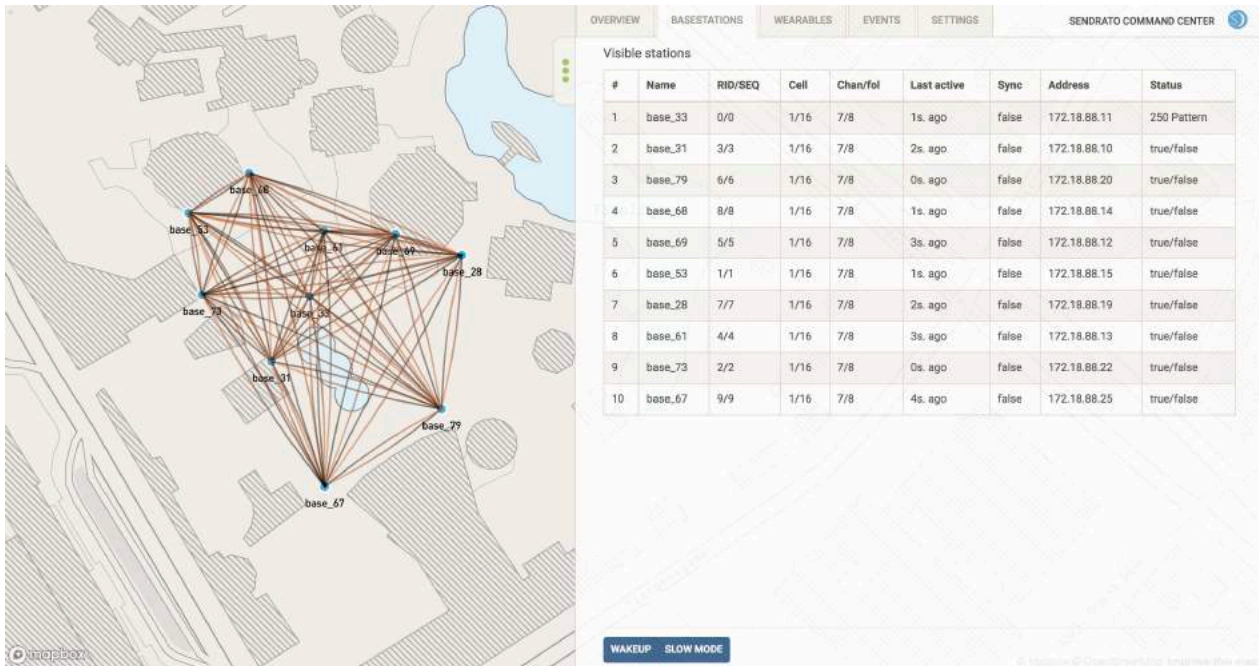 OVERVIEW BASESTATIONS WEARABLES EVENTS SETTINGS SENDRATO COMMAND CENTER
Visible stations
# Name RID/SEQ Cell Chan/fol Last active Sync Address Status
1 base_33 0/0 1/16 7/8 1s. ago false 172.18.88.11 250 Pattern
2 base_31 3/3 1/16 7/8 2s. ago false 172.18.88.10 true/false
3 base_79 6/6 1/16 7/8 0s. ago false 172.18.88.20 true/false
4 base_68 8/8 1/16 7/8 1s. ago false 172.18.88.14 true/false
5 base_69 5/5 1/16 7/8 3s. ago false 172.18.88.12 true/false
6 base_53 1/1 1/16 7/8 1s. ago false 172.18.88.15 true/false
7 base_28 7/7 1/16 7/8 2s. ago false 172.18.88.19 true/false
8 base_61 4/4 1/16 7/8 3s. ago false 172.18.88.13 true/false
9 base_73 2/2 1/16 7/8 0s. ago false 172.18.88.22 true/false
10 base_67 9/9 1/16 7/8 4s. ago false 172.18.88.25 true/false
WAKEUP SLOW MODE
base_68
base_53
base_61
base_69
base_28
base_73
base_33
base_31
base_79
base_67
mapbox